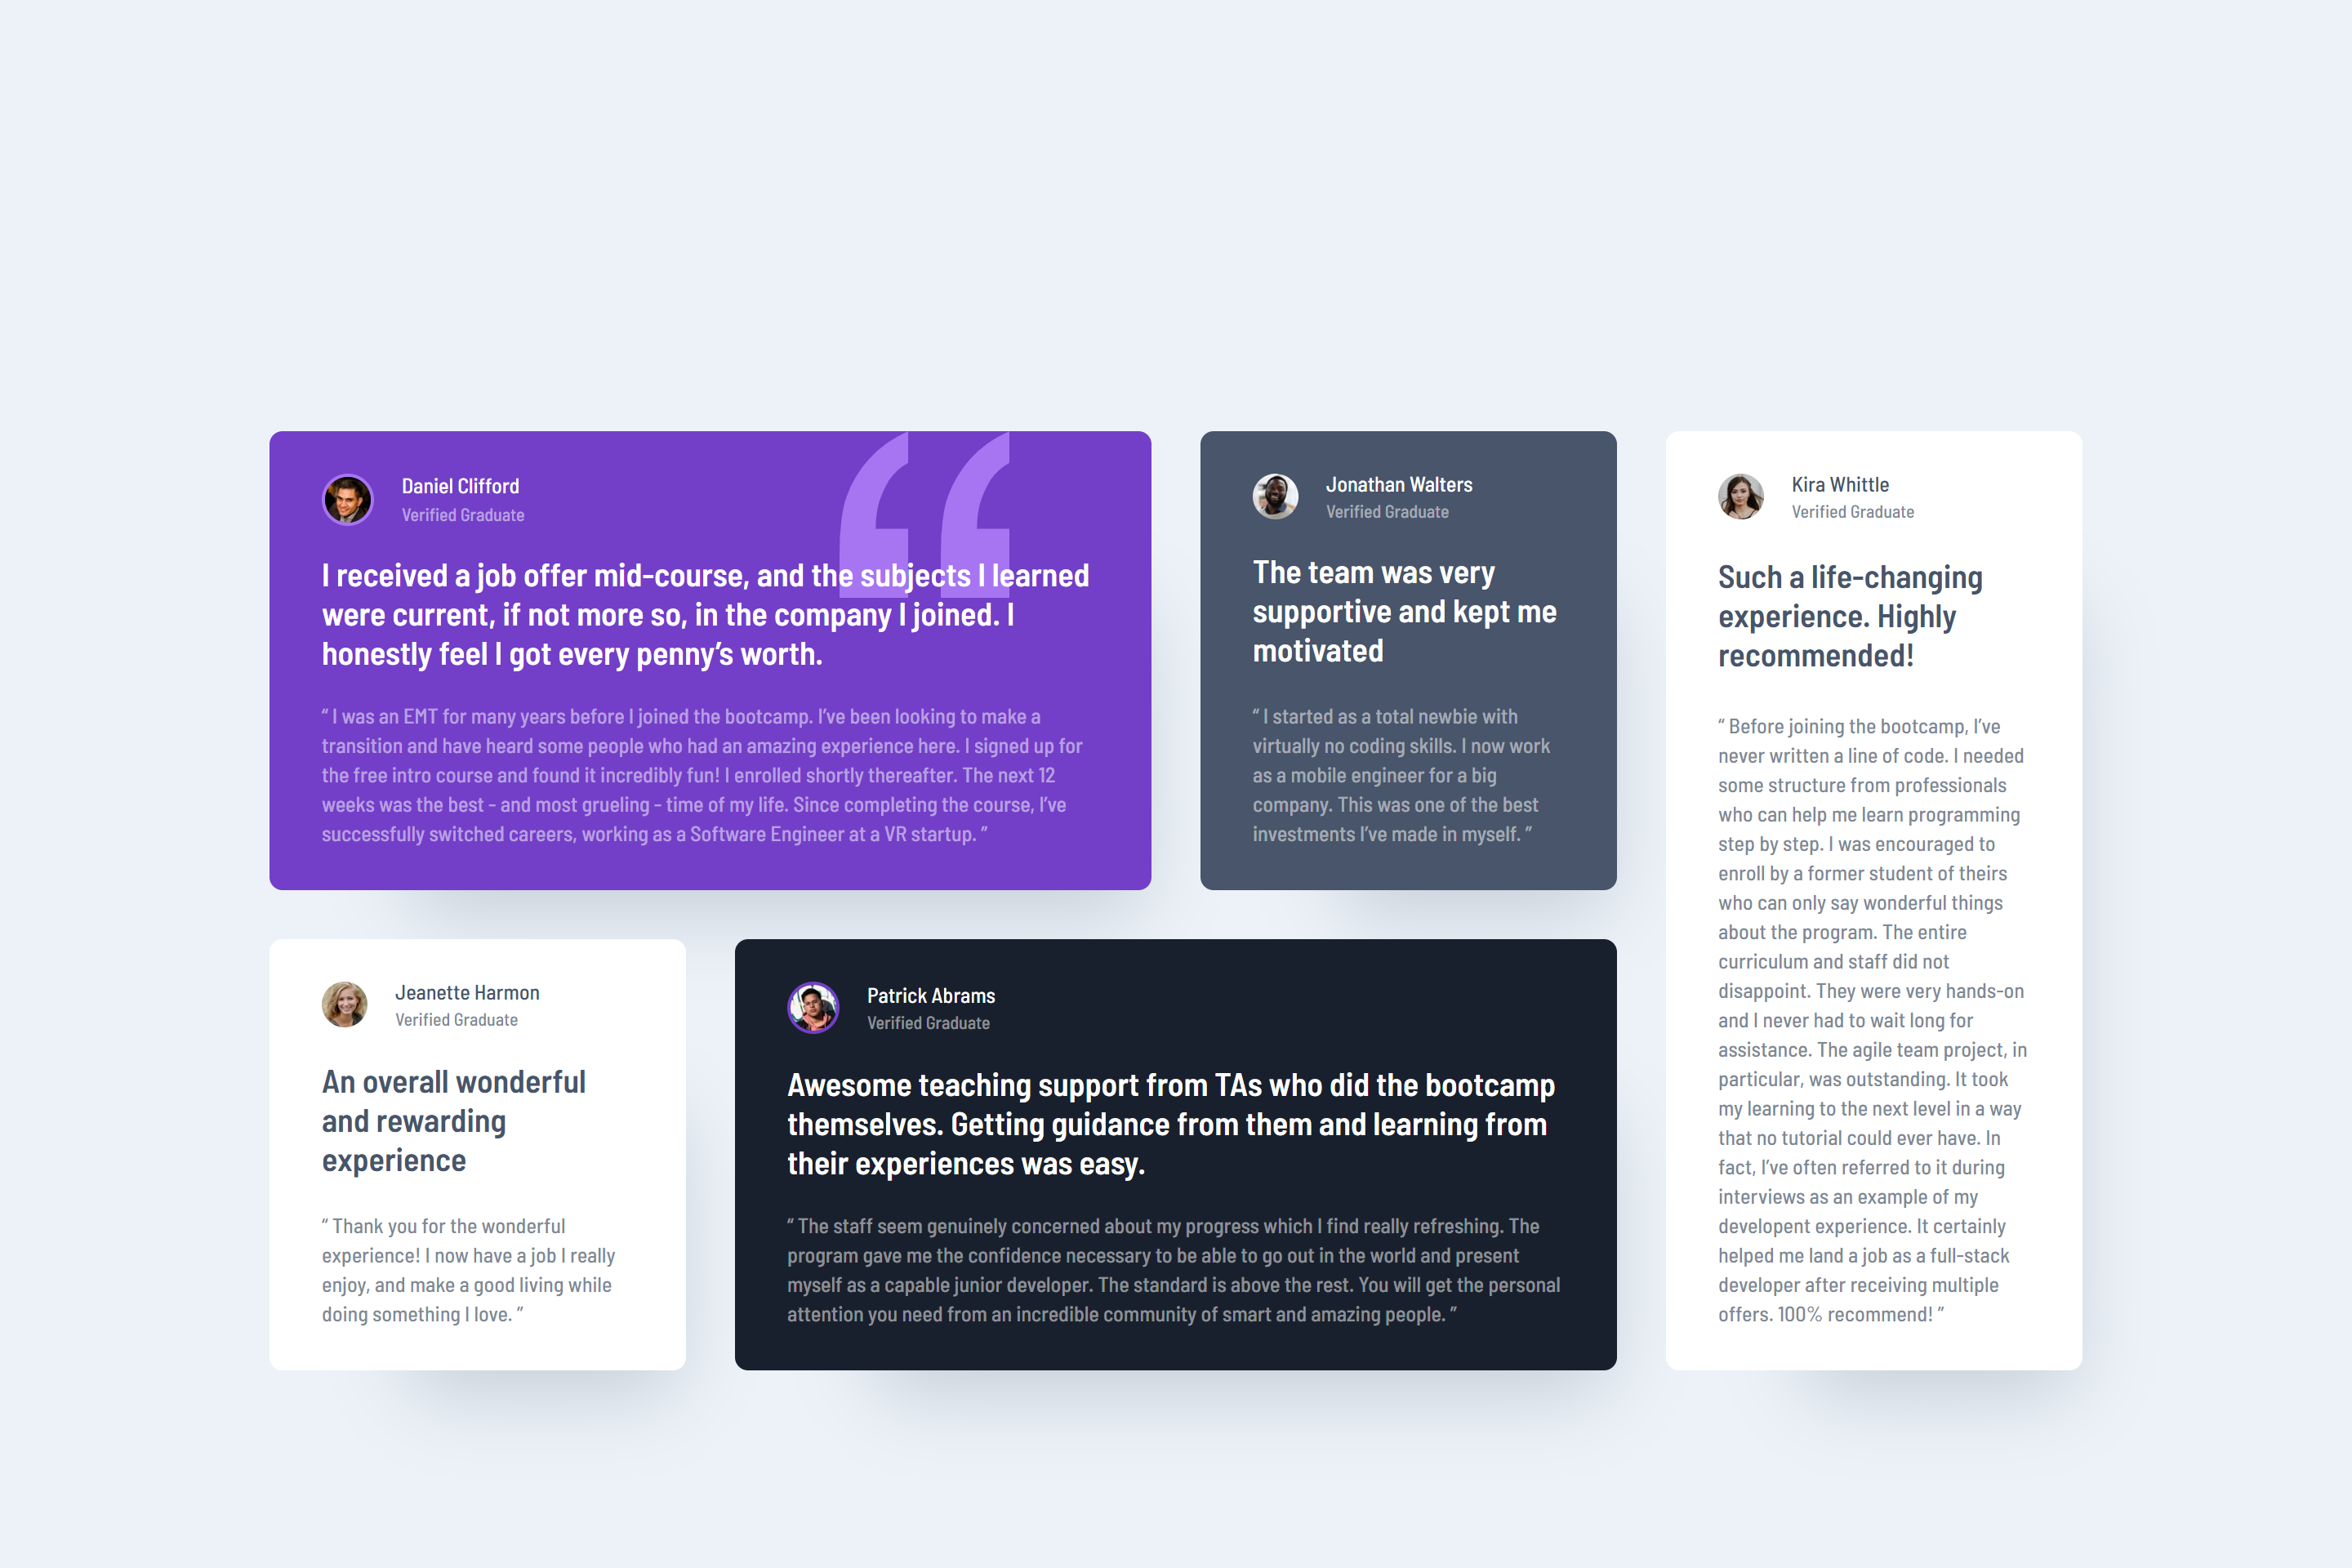 Daniel Clifford
Verified Graduate
I received a job offer mid-course, and the subjects I learned
were current, if not more so, in the company I joined. I
honestly feel I got every penny’s worth.
“ I was an EMT for many years before I joined the bootcamp. I’ve been looking to make a
transition and have heard some people who had an amazing experience here. I signed up for
the free intro course and found it incredibly fun! I enrolled shortly thereafter. The next 12
weeks was the best - and most grueling - time of my life. Since completing the course, I’ve
successfully switched careers, working as a Software Engineer at a VR startup. ”
Jonathan Walters
Verified Graduate
The team was very
supportive and kept me
motivated
“ I started as a total newbie with
virtually no coding skills. I now work
as a mobile engineer for a big
company. This was one of the best
investments I’ve made in myself. ”
Kira Whittle
Verified Graduate
Such a life-changing
experience. Highly
recommended!
“ Before joining the bootcamp, I’ve
never written a line of code. I needed
some structure from professionals
who can help me learn programming
step by step. I was encouraged to
enroll by a former student of theirs
who can only say wonderful things
about the program. The entire
curriculum and staff did not
disappoint. They were very hands-on
and I never had to wait long for
assistance. The agile team project, in
particular, was outstanding. It took
my learning to the next level in a way
that no tutorial could ever have. In
fact, I’ve often referred to it during
interviews as an example of my
developent experience. It certainly
helped me land a job as a full-stack
developer after receiving multiple
offers. 100% recommend! ”
Jeanette Harmon
Verified Graduate
An overall wonderful
and rewarding
experience
“ Thank you for the wonderful
experience! I now have a job I really
enjoy, and make a good living while
doing something I love. ”
Patrick Abrams
Verified Graduate
Awesome teaching support from TAs who did the bootcamp
themselves. Getting guidance from them and learning from
their experiences was easy.
“ The staff seem genuinely concerned about my progress which I find really refreshing. The
program gave me the confidence necessary to be able to go out in the world and present
myself as a capable junior developer. The standard is above the rest. You will get the personal
attention you need from an incredible community of smart and amazing people. ”